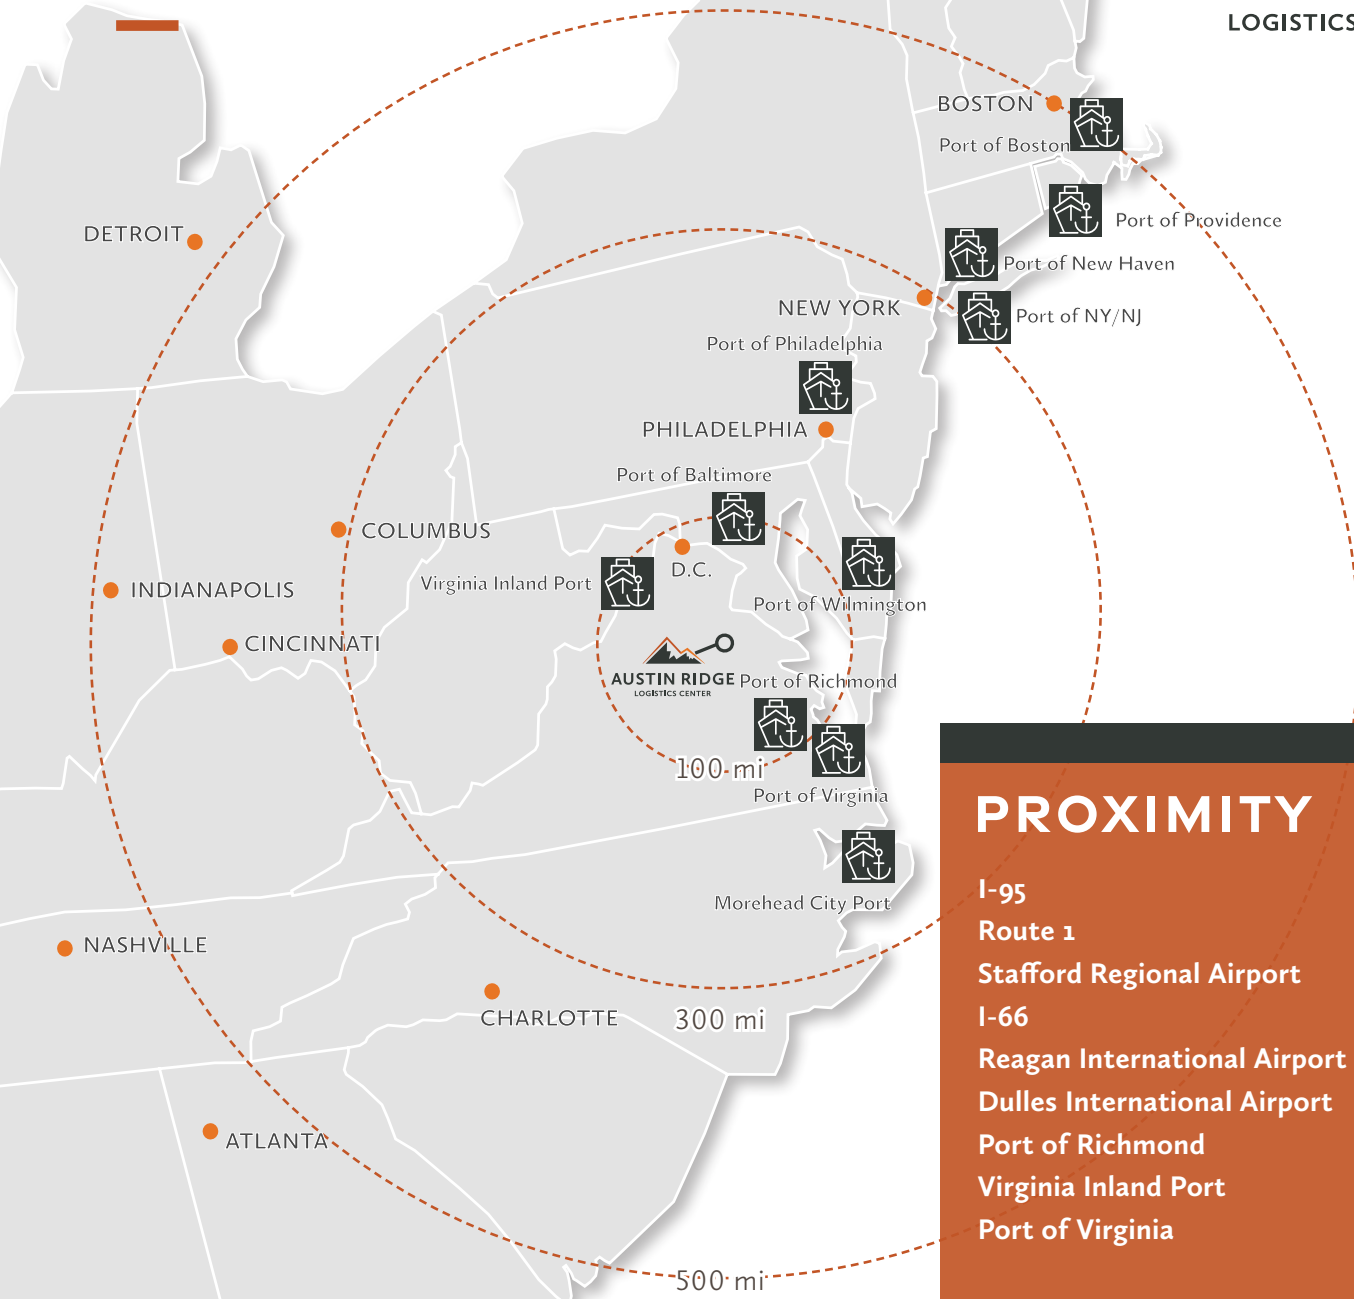 LOGISTICS
BOSTON
Port of Boston
DETROIT
Port of Providence
Port of New Haven
NEW YORK
Port of NY/NJ
Port of Philadelphia
PHILADELPHIA
Port of Baltimore
COLUMBUS
D.C.
Virginia Inland Port
INDIANAPOLIS
Port of Wilmington
CINCINNATI
AUSTIN RIDGE
LOGISTICS CENTER
Port of Richmond
100 mi
Port of Virginia
Morehead City Port
NASHVILLE
CHARLOTTE
300 mi
ATLANTA
500 mi
PROXIMITY
I-95
Route 1
Stafford Regional Airport
I-66
Reagan International Airport
Dulles International Airport
Port of Richmond
Virginia Inland Port
Port of Virginia